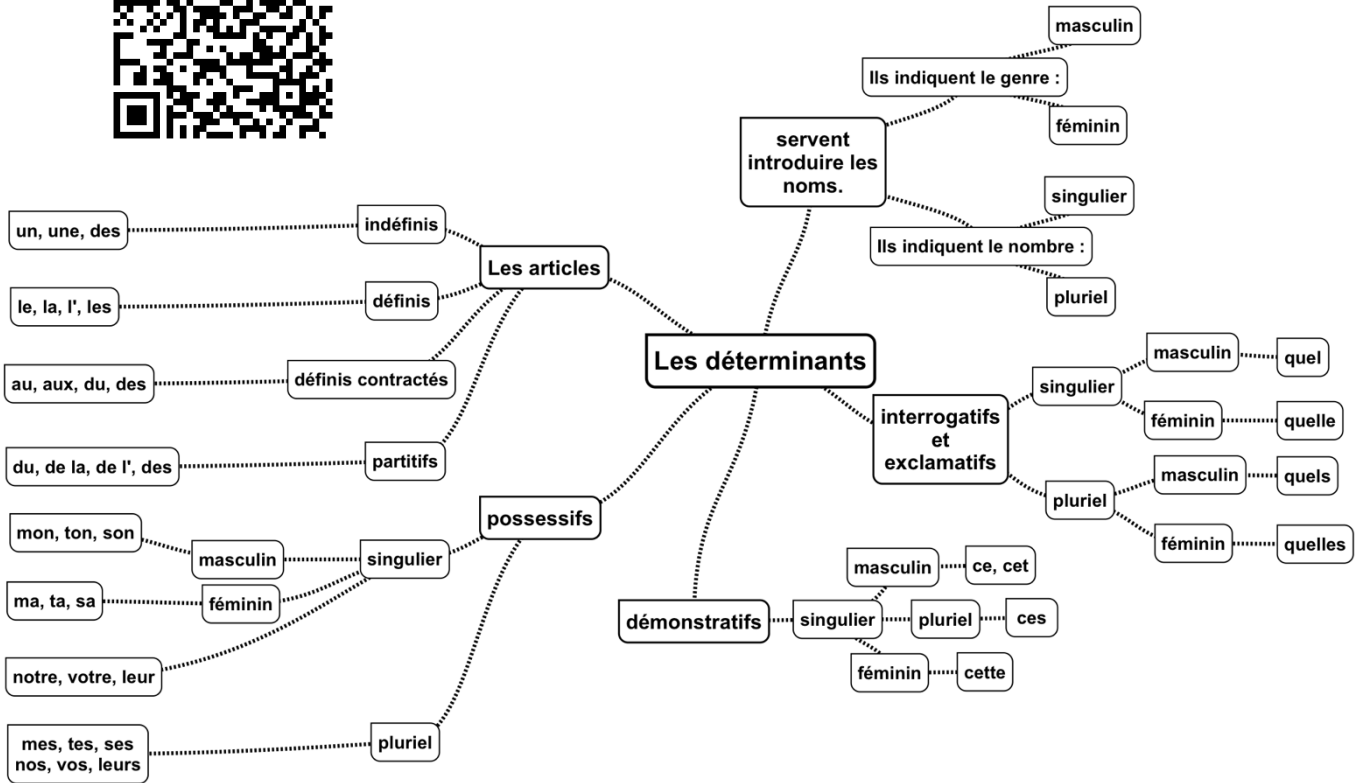 Les déterminants
servent
introduire les
noms.
Ils indiquent le genre :
masculin
féminin
Ils indiquent le nombre :
singulier
pluriel
interrogatifs
et
exclamatifs
singulier
masculin
quel
féminin
quelle
pluriel
masculin
quels
féminin
quelles
démonstratifs
singulier
masculin
ce, cet
pluriel
ces
féminin
cette
Les articles
indéfinis
un, une, des
définis
le, la, l', les
définis contractés
au, aux, du, des
partitifs
du, de la, de l', des
possessifs
singulier
masculin
mon, ton, son
féminin
ma, ta, sa
notre, votre, leur
pluriel
mes, tes, ses
nos, vos, leurs